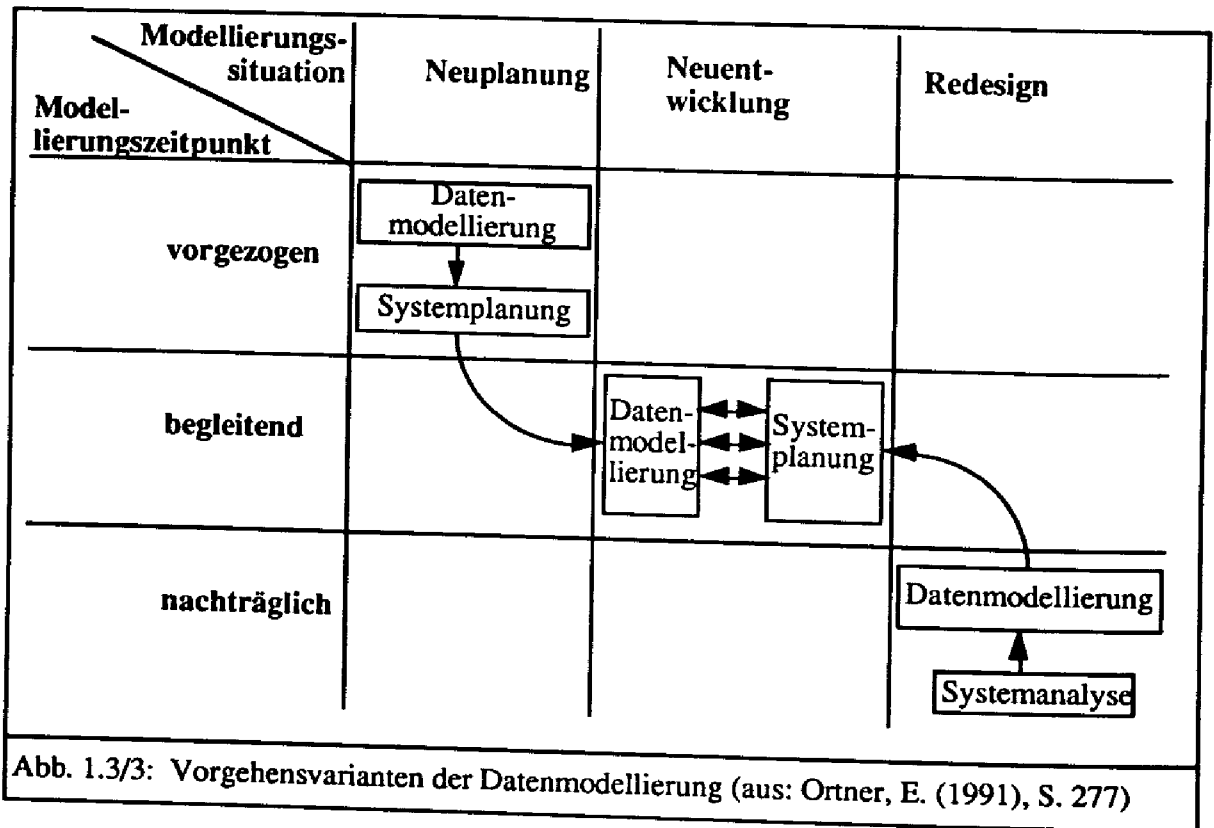 Modellierungs-
situation
Model-
lierungszeitpunkt
Neuplanung
Neuent-
wicklung
Redesign
vorgezogen
Daten-
modellierung
Systemplanung
begleitend
Daten-
model-
lierung
System-
planung
nachträglich
Datenmodellierung
Systemanalyse
Abb. 1.3/3: Vorgehensvarianten der Datenmodellierung (aus: Ortner, E. (1991), S. 277)